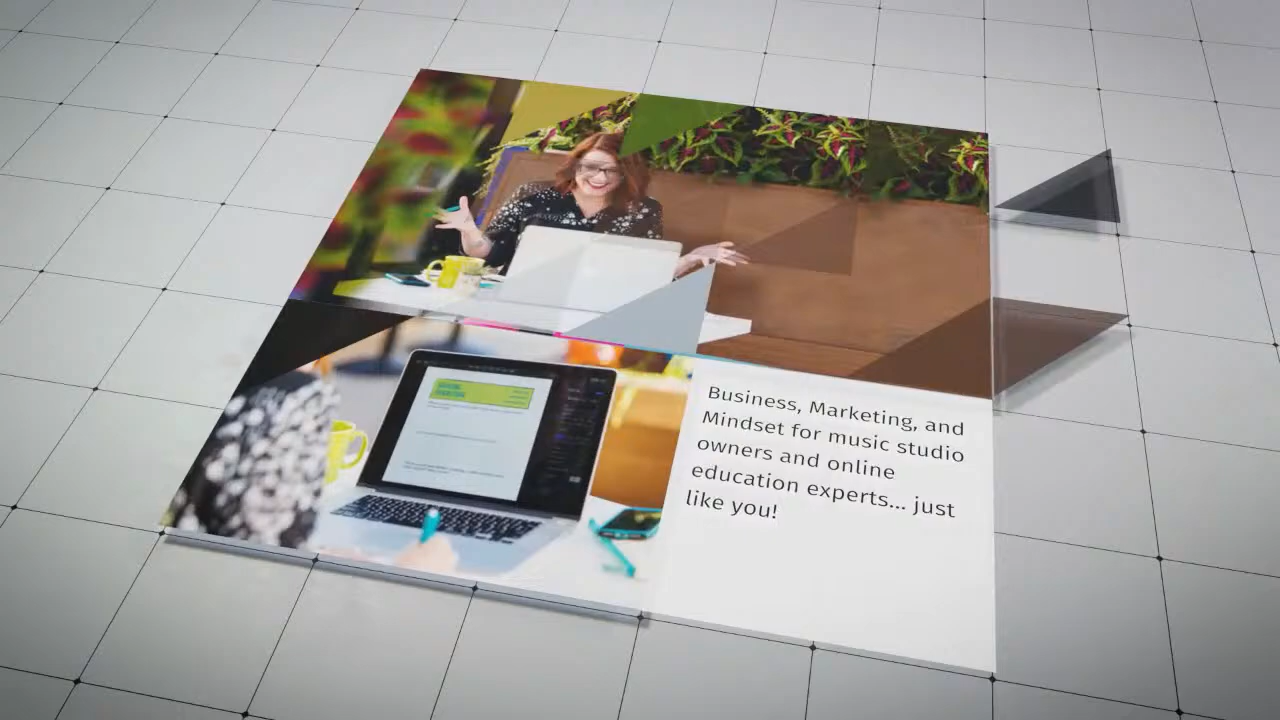 Business, Marketing, and
Mindset for music studio
owners and online
education experts... just
like you!